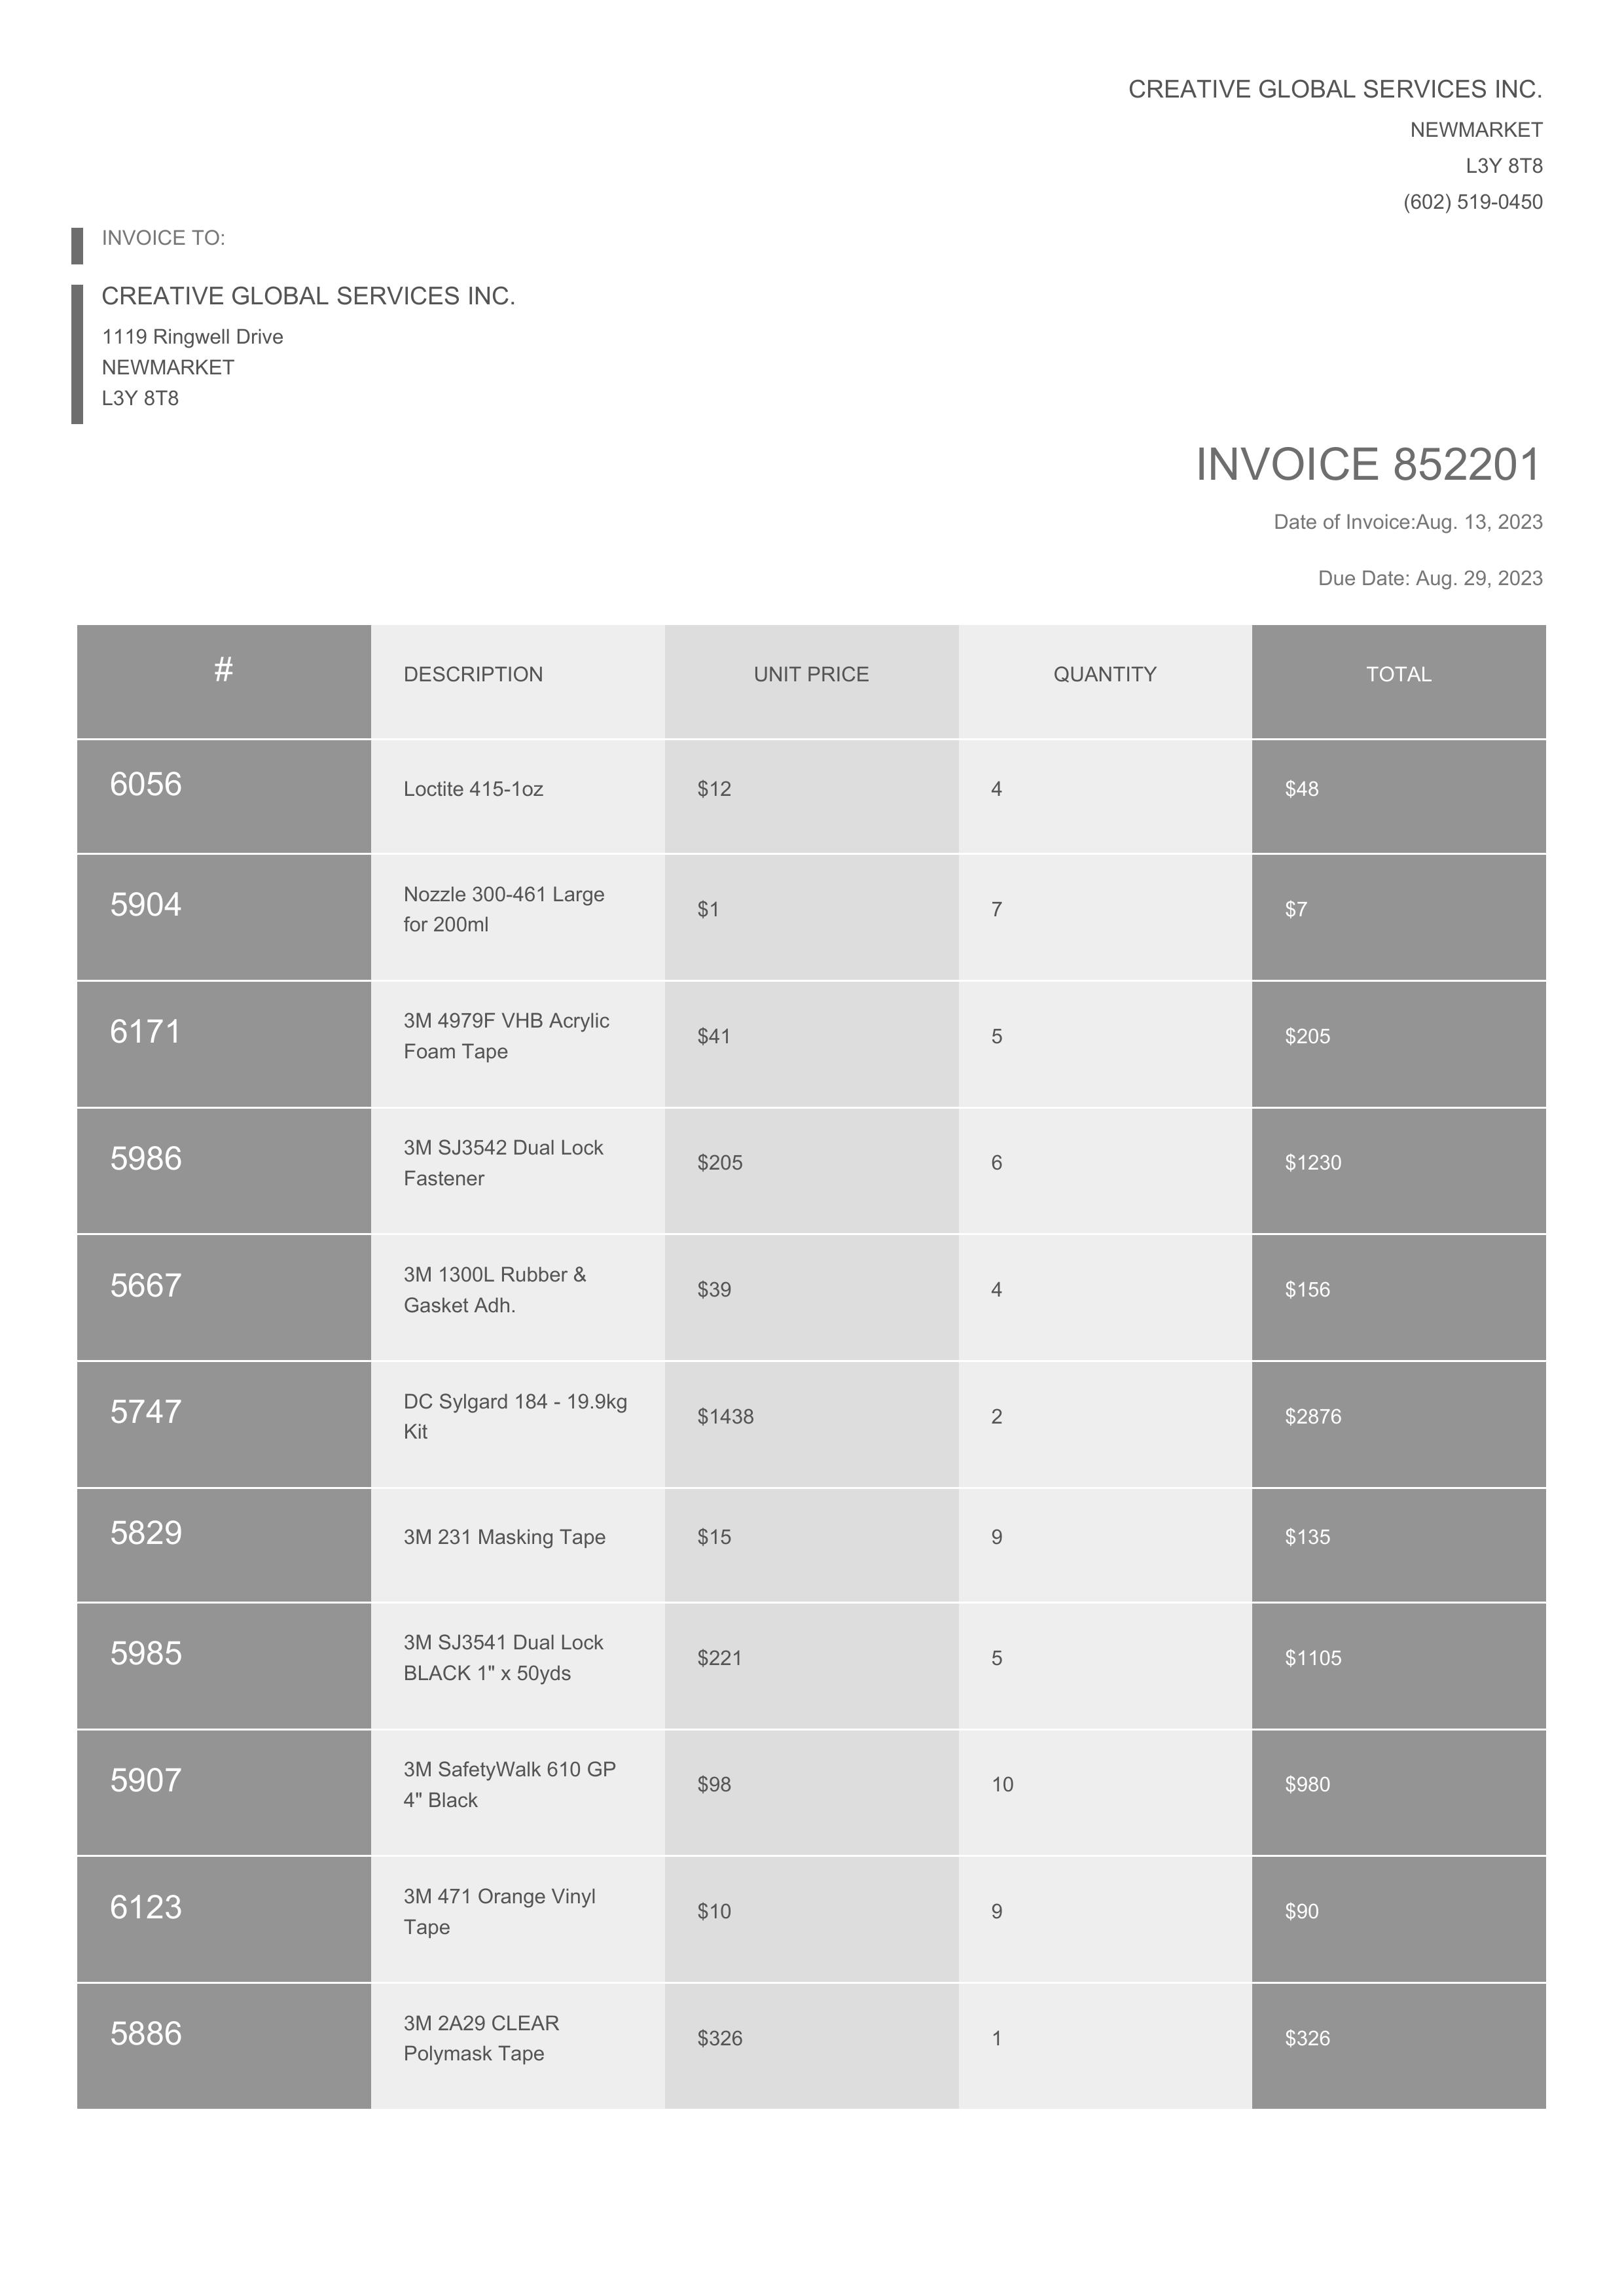 CREATIVE GLOBAL SERVICES INC.
NEWMARKET
L3Y 8T8
(602) 519-0450
INVOICE TO:
CREATIVE GLOBAL SERVICES INC.
1119 Ringwell Drive
NEWMARKET
L3Y 8T8
INVOICE 852201
Date of Invoice:Aug. 13, 2023
Due Date: Aug. 29, 2023
# DESCRIPTION UNIT PRICE QUANTITY TOTAL
6056 Loctite 415-1oz $12 4 $48
5904 Nozzle 300-461 Large
for 200ml $1 7 $7
6171 3M 4979F VHB Acrylic
Foam Tape $41 5 $205
5986 3M SJ3542 Dual Lock
Fastener $205 6 $1230
5667 3M 1300L Rubber &
Gasket Adh. $39 4 $156
5747 DC Sylgard 184 - 19.9kg
Kit $1438 2 $2876
5829 3M 231 Masking Tape $15 9 $135
5985 3M SJ3541 Dual Lock
BLACK 1" x 50yds $221 5 $1105
5907 3M SafetyWalk 610 GP
4" Black $98 10 $980
6123 3M 471 Orange Vinyl
Tape $10 9 $90
5886 3M 2A29 CLEAR
Polymask Tape $326 1 $326